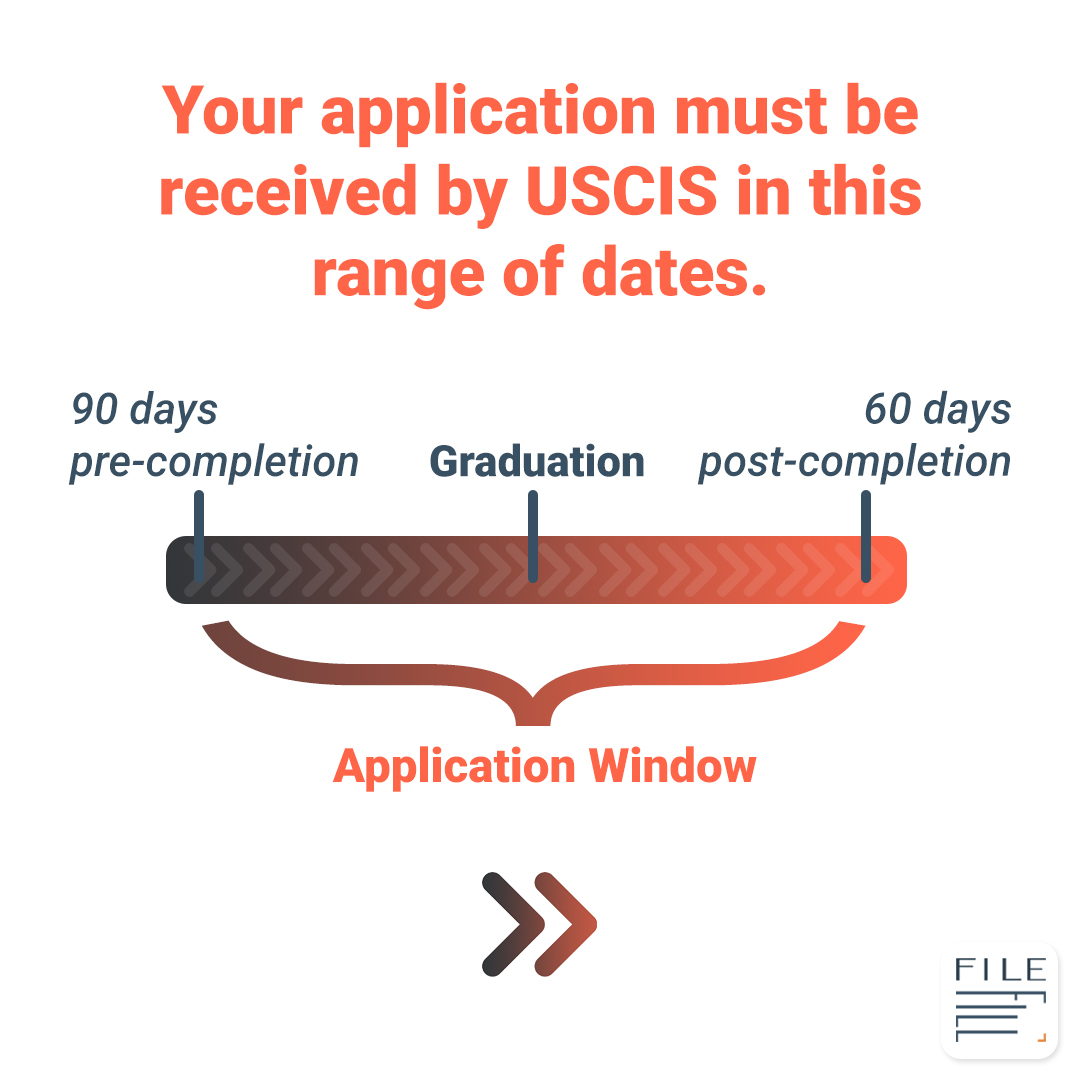 Your application must be
received by USCIS in this
range of dates.
90 days
pre-completion
Graduation
60 days
post-completion
Application Window
FILE